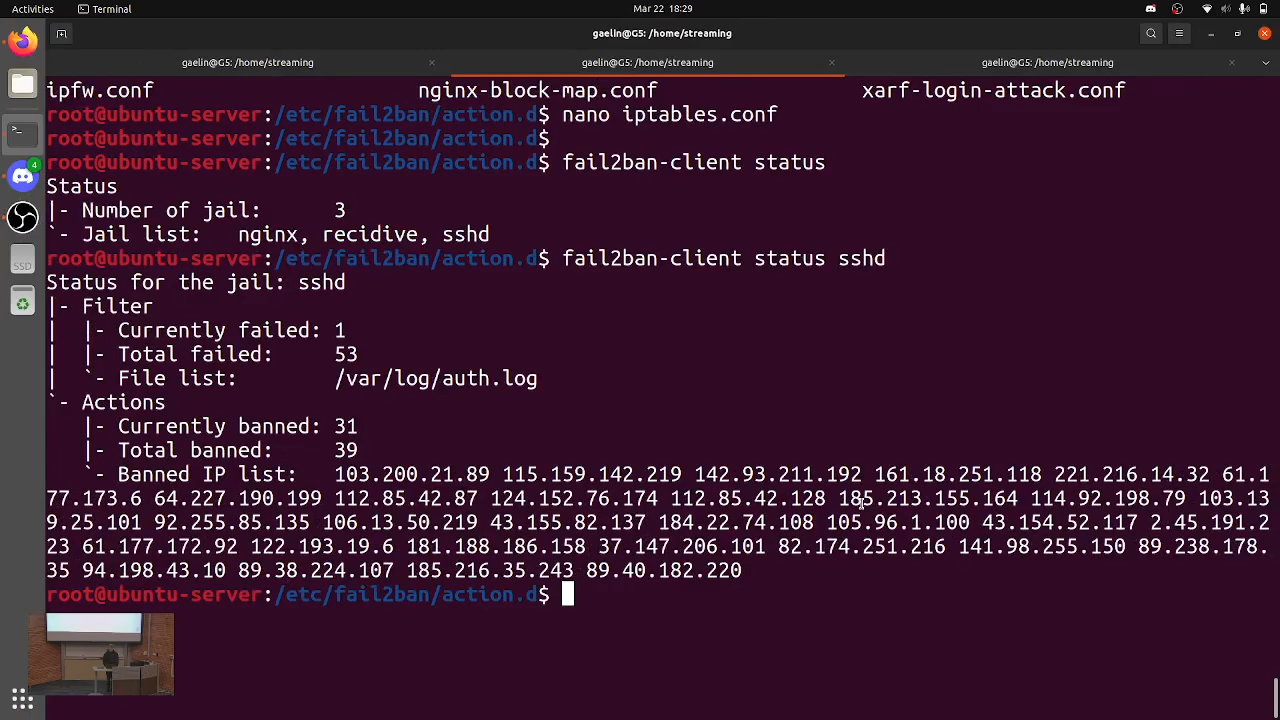 Activities
Terminal
Mar 22 18:29
gaelin@G5: /home/streaming
gaelin@G5: /home/streaming
gaelin@G5: /home/streaming
gaelin@G5: /home/streaming
ipfw.conf nginx-block-map.conf xarf-login-attack.conf
root@ubuntu-server:/etc/fail2ban/action.d$ nano iptables.conf
root@ubuntu-server:/etc/fail2ban/action.d$
root@ubuntu-server:/etc/fail2ban/action.d$ fail2ban-client status
Status
|- Number of jail: 3
`- Jail list: nginx, recidive, sshd
root@ubuntu-server:/etc/fail2ban/action.d$ fail2ban-client status sshd
Status for the jail: sshd
|- Filter
| |- Currently failed: 1
| |- Total failed: 53
| `- File list: /var/log/auth.log
`- Actions
|- Currently banned: 31
|- Total banned: 39
`- Banned IP list: 103.200.21.89 115.159.142.219 142.93.211.192 161.18.251.118 221.216.14.32 61.1
77.173.6 64.227.190.199 112.85.42.87 124.152.76.174 112.85.42.128 185.213.155.164 114.92.198.79 103.13
9.25.101 92.255.85.135 106.13.50.219 43.155.82.137 184.22.74.108 105.96.1.100 43.154.52.117 2.45.191.2
23 61.177.172.92 122.193.19.6 181.188.186.158 37.147.206.101 82.174.251.216 141.98.255.150 89.238.178.
35 94.198.43.10 89.38.224.107 185.216.35.243 89.40.182.220
root@ubuntu-server:/etc/fail2ban/action.d$
4
SSD